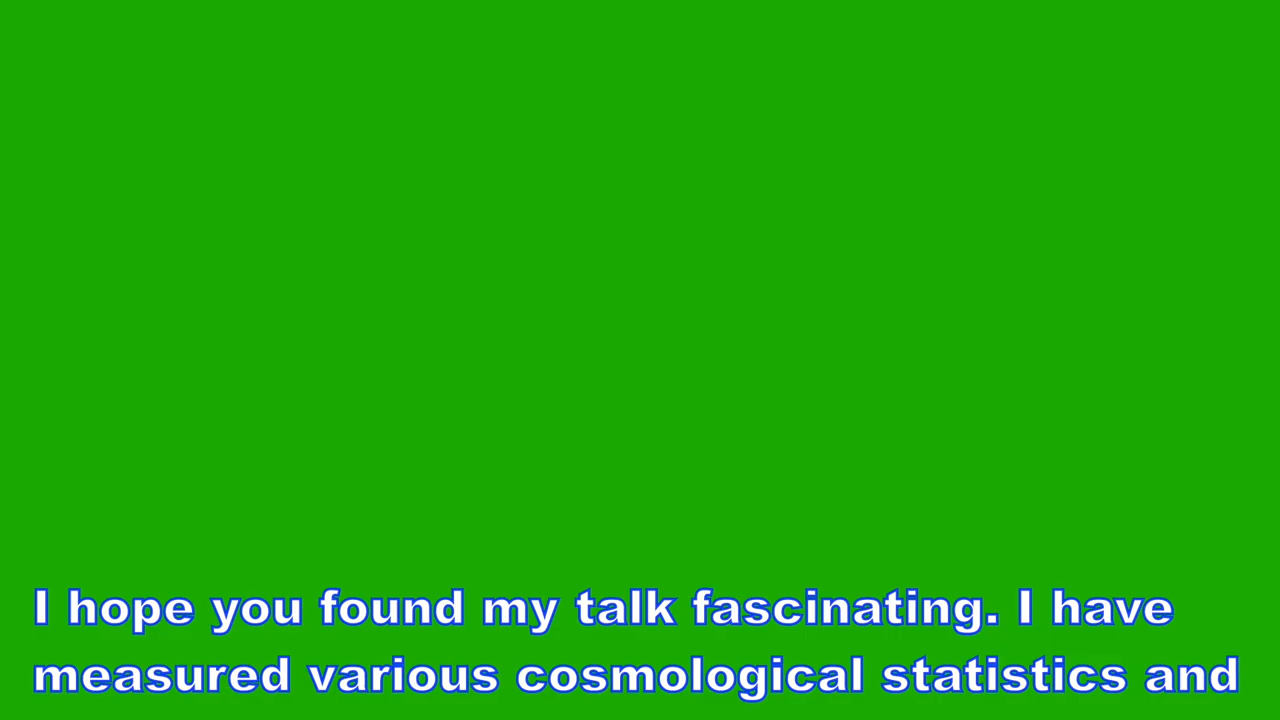 I hope you found my talk fascinating. I have
measured various cosmological statistics and